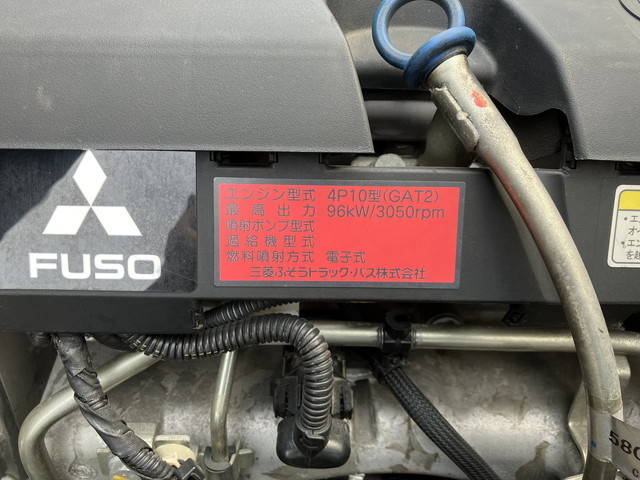 エンジン型式 4P10型(GAT2)
最高出力 96kW/3050rpm
噴射ポンプ型式
過給機型式
燃料噴射方式 電子式
三菱ふそうトラック・バス株式会社
FUSO
580